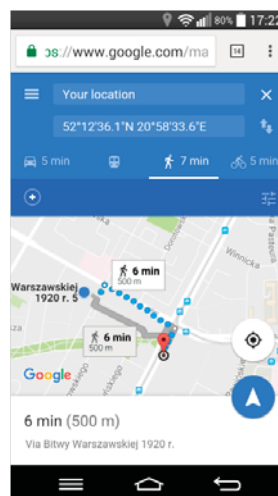 80% 17:22
https://www.google.com/ma
14
Your location
52°12'36.1"N 20°58'33.6"E
5 min
7 min
5 min
Winnicka
Warszawskiej
1920 r. 5
6 min
500 m
6 min
500 m
Google
6 min (500 m)
Via Bitwy Warszawskiej 1920 r.